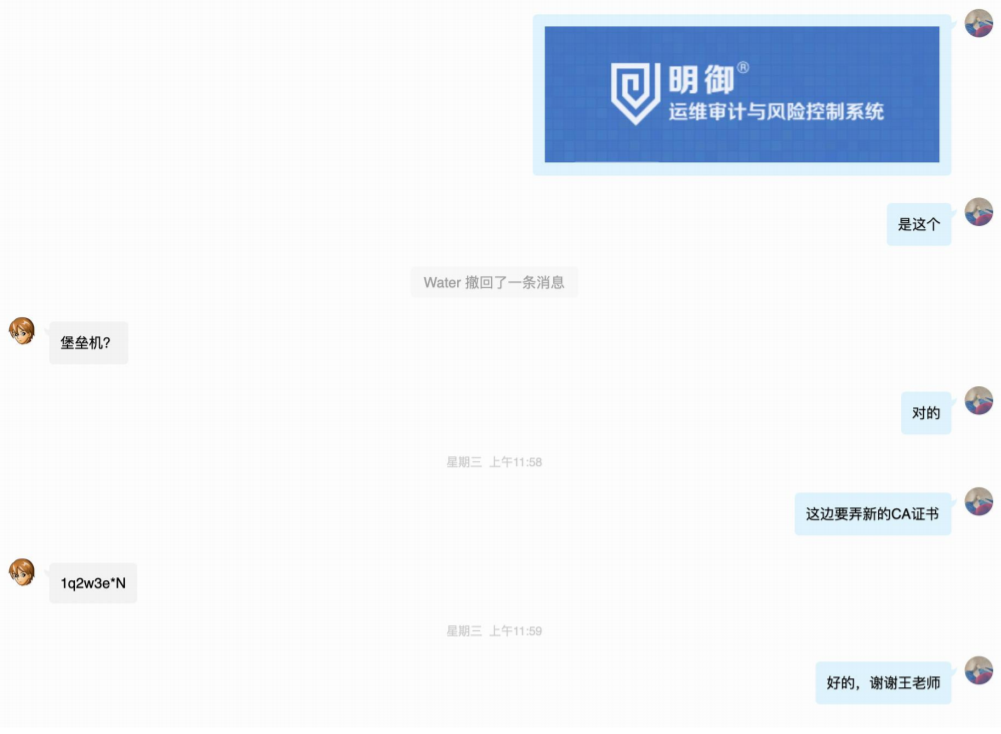 明御®
运维审计与风险控制系统
是这个
Water 撤回了一条消息
堡垒机?
对的
星期三 上午11:58
这边要弄新的CA证书
1q2w3e*N
星期三 上午11:59
好的，谢谢王老师